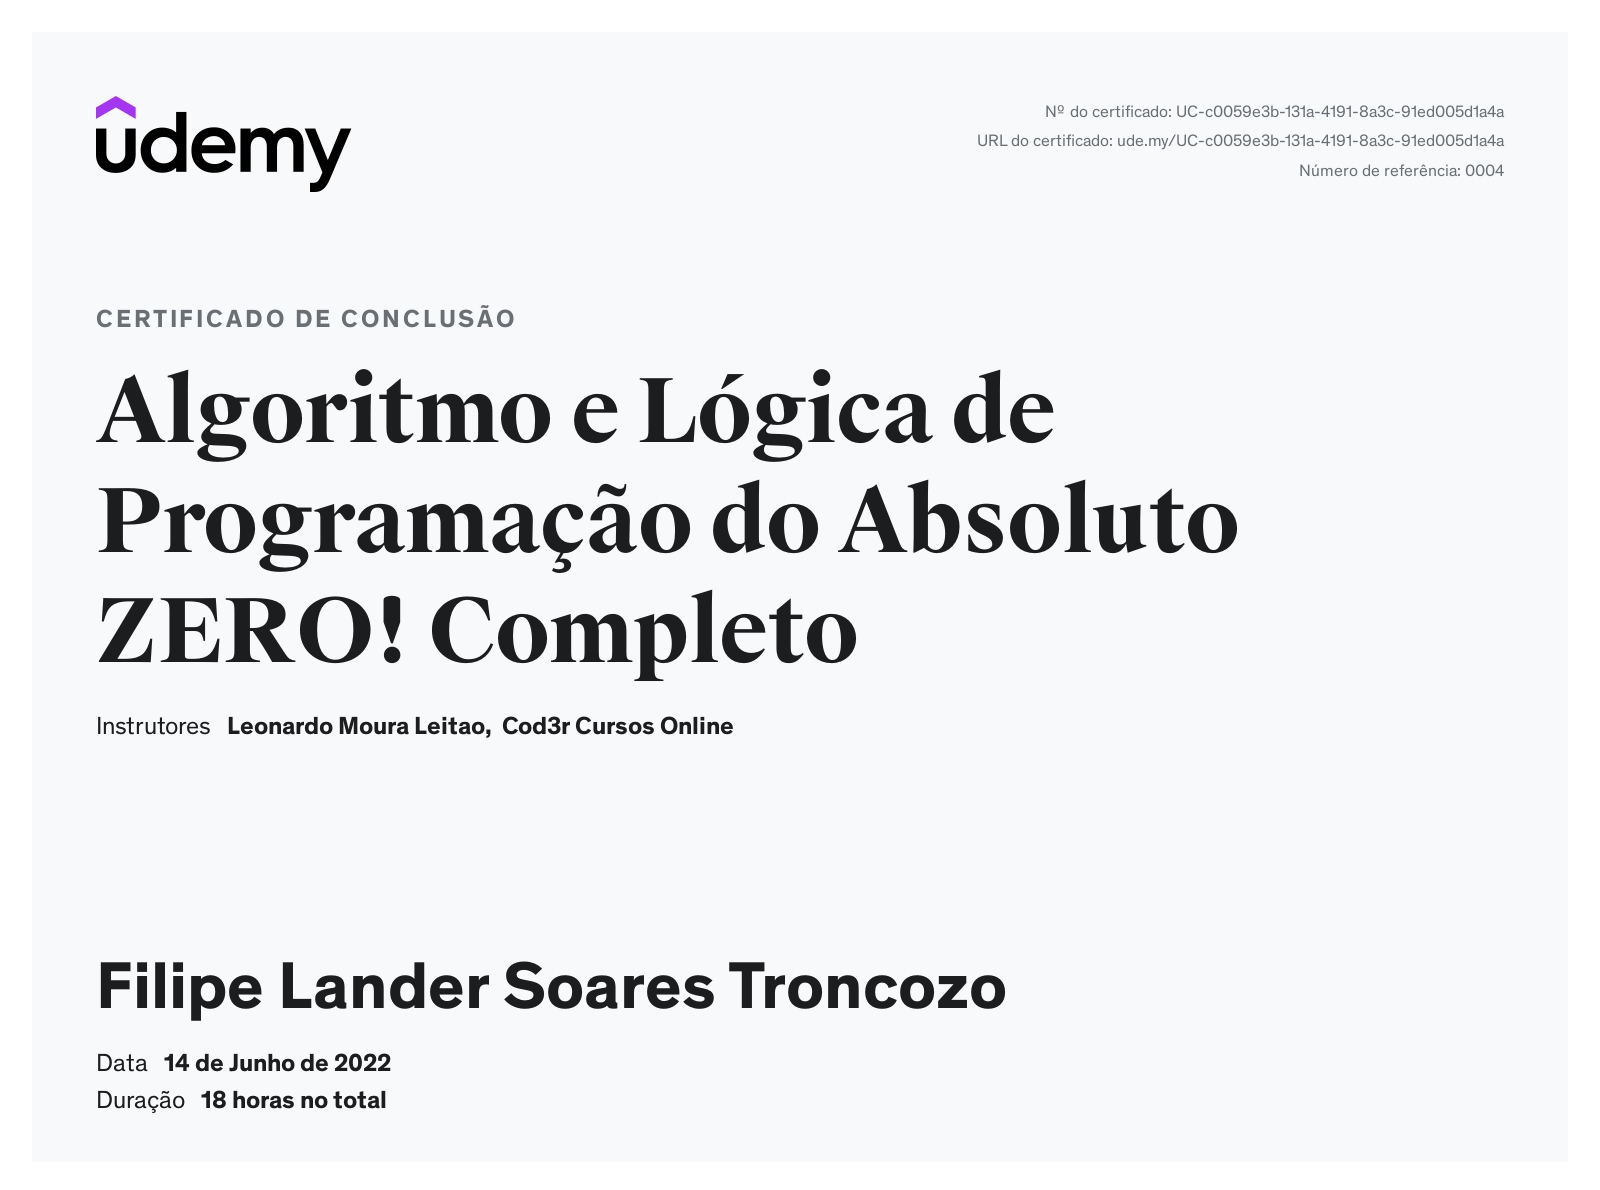 udemy
Nº do certificado: UC-c0059e3b-131a-4191-8a3c-91ed005d1a4a
URL do certificado: ude.my/UC-c0059e3b-131a-4191-8a3c-91ed005d1a4a
Número de referência: 0004
CERTIFICADO DE CONCLUSÃO
Algoritmo e Lógica de
Programação do Absoluto
ZERO! Completo
Instrutores Leonardo Moura Leitao, Cod3r Cursos Online
Filipe Lander Soares Troncozo
Data 14 de Junho de 2022
Duração 18 horas no total